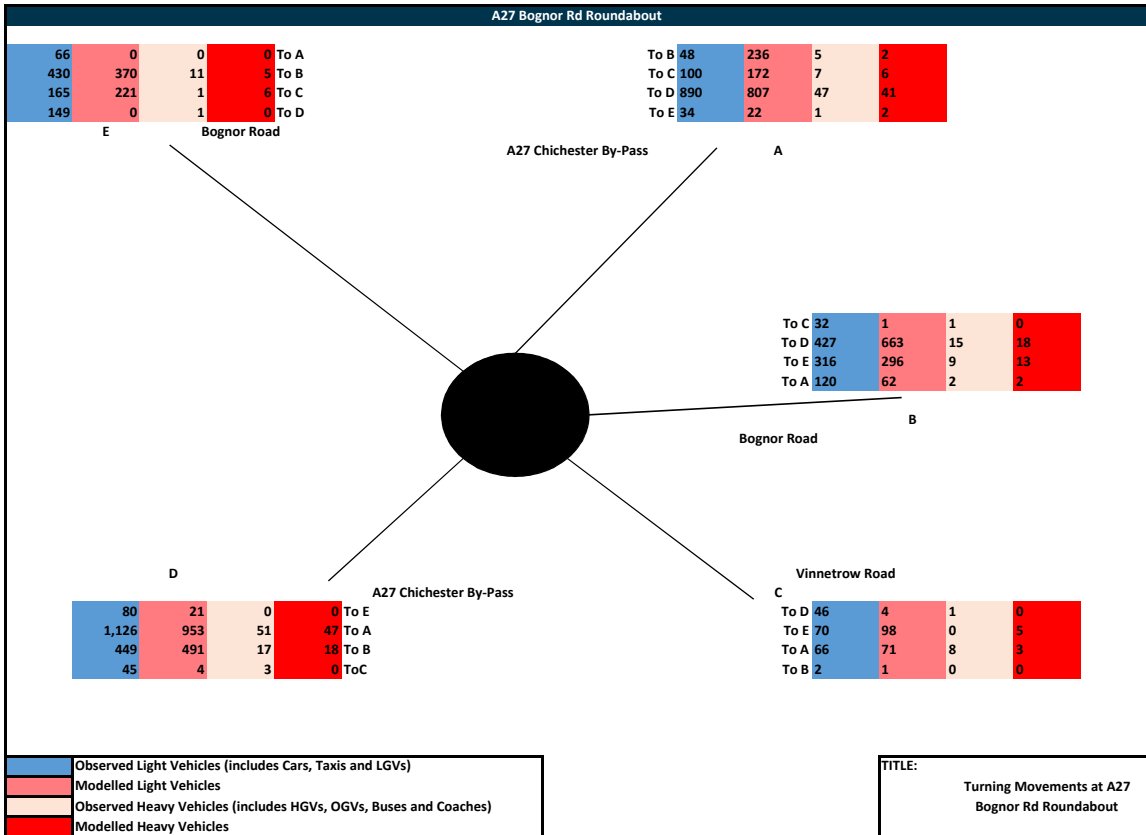 A27 Bognor Rd Roundabout
66 0 0 0 To A
430 370 11 5 To B
165 221 1 6 To C
149 0 1 0 To D
E Bognor Road
To B 48 236 5 2
To C 100 172 7 6
To D 890 807 47 41
To E 34 22 1 2
A27 Chichester By-Pass A
To C 32 1 1 0
To D 427 663 15 18
To E 316 296 9 13
To A 120 62 2 2
B
Bognor Road
D
A27 Chichester By-Pass
80 21 0 0 To E
1,126 953 51 47 To A
449 491 17 18 To B
45 4 3 0 ToC
Vinnetrow Road
C
To D 46 4 1 0
To E 70 98 0 5
To A 66 71 8 3
To B 2 1 0 0
Observed Light Vehicles (includes Cars, Taxis and LGVs)
Modelled Light Vehicles
Observed Heavy Vehicles (includes HGVs, OGVs, Buses and Coaches)
Modelled Heavy Vehicles
TITLE:
Turning Movements at A27
Bognor Rd Roundabout